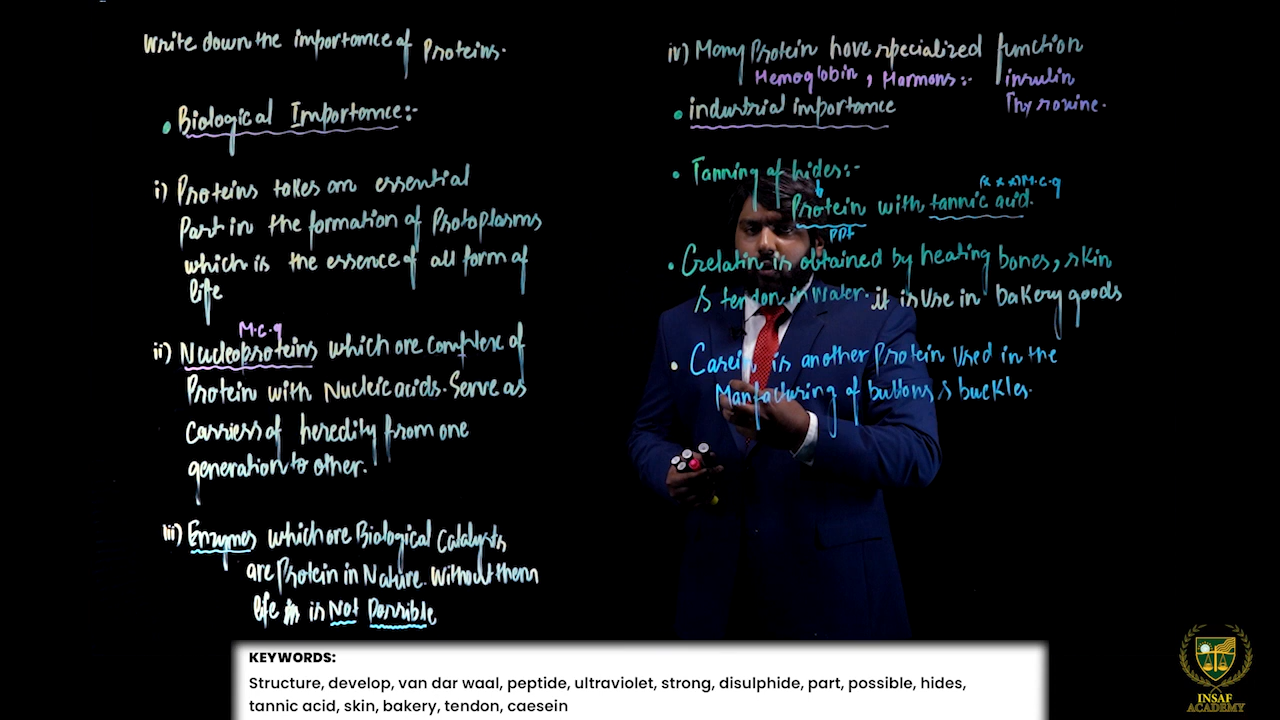 Write down the importance of Proteins.
• Biological Importance:-
i) Proteins takes an essential
Part in the formation of Protoplasms
which is the essence of all form of
life
M.C.q
ii) Nucleoproteins which are complex of
Protein with Nucleic acids. Serve as
carriers of heredity from one
generation to other.
iii) Enzymes which are Biological Catalysts
are Protein in Nature. Without them
life is is Not Possible
iv) Many Protein have specialized function
Hemoglobin, Harmons:- insulin
Thyroxine.
• industrial importance
• Tanning of hides:-
M.C.q
Protein with tannic acid.
PPt
• Gelatin is obtained by heating bones, skin
& tendon in water. it is use in bakery goods
• Casein is another Protein Used in the
Manfacturing of buttons & buckles.
KEYWORDS:
Structure, develop, van dar waal, peptide, ultraviolet, strong, disulphide, part, possible, hides,
tannic acid, skin, bakery, tendon, caesein
INSAF
ACADEMY